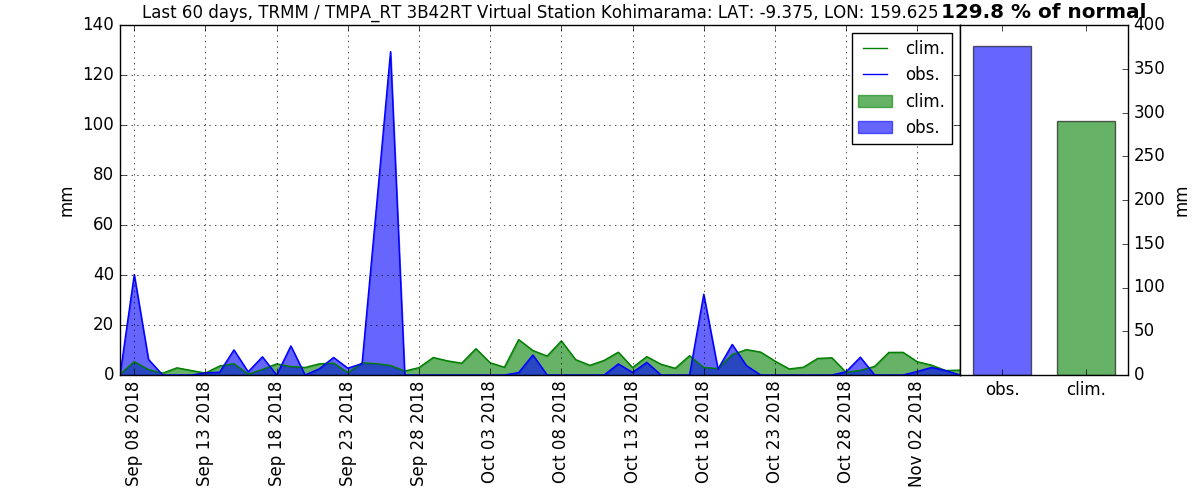 Last 60 days, TRMM / TMPA_RT 3B42RT Virtual Station Kohimarama: LAT: -9.375, LON: 159.625
129.8 % of normal
mm
140
120
100
80
60
40
20
0
Sep 08 2018
Sep 13 2018
Sep 18 2018
Sep 23 2018
Sep 28 2018
Oct 03 2018
Oct 08 2018
Oct 13 2018
Oct 18 2018
Oct 23 2018
Oct 28 2018
Nov 02 2018
clim.
obs.
clim.
obs.
obs.
clim.
400
350
300
250
200
150
100
50
0
mm